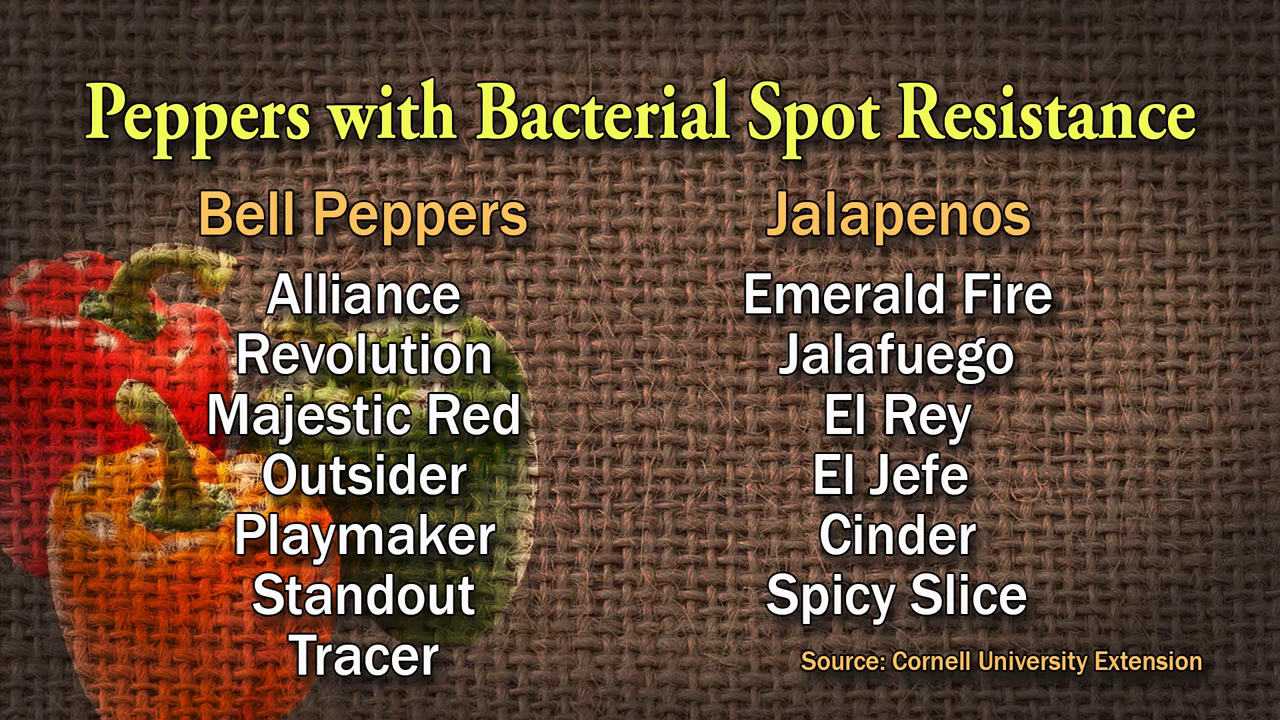 Peppers with Bacterial Spot Resistance
Bell Peppers
Alliance
Revolution
Majestic Red
Outsider
Playmaker
Standout
Tracer
Jalapenos
Emerald Fire
Jalafuego
El Rey
El Jefe
Cinder
Spicy Slice
Source: Cornell University Extension